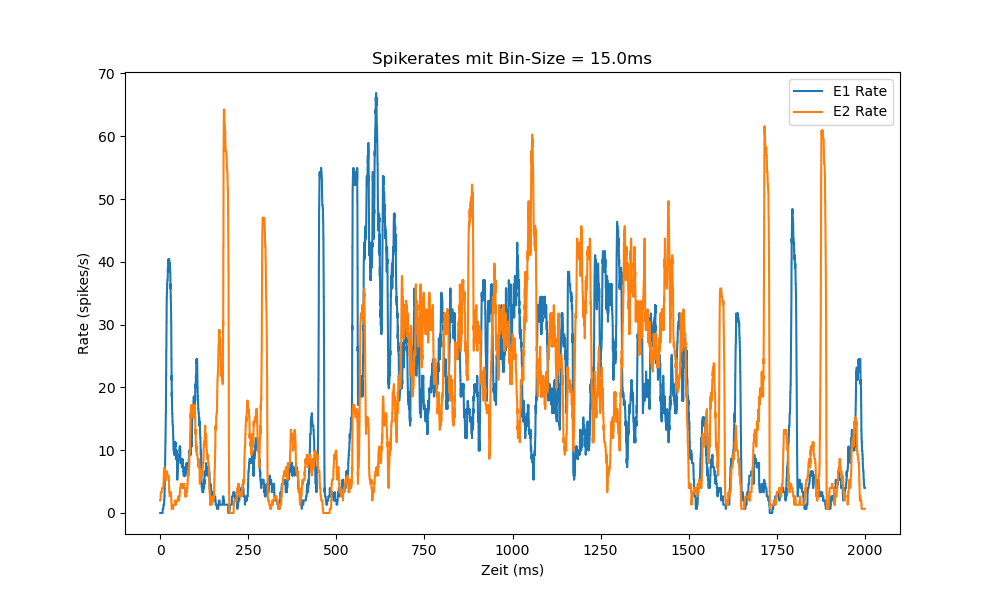 Spikerates mit Bin-Size = 15.0ms
E1 Rate
E2 Rate
Rate (spikes/s)
70
60
50
40
30
20
10
0
0 250 500 750 1000 1250 1500 1750 2000
Zeit (ms)